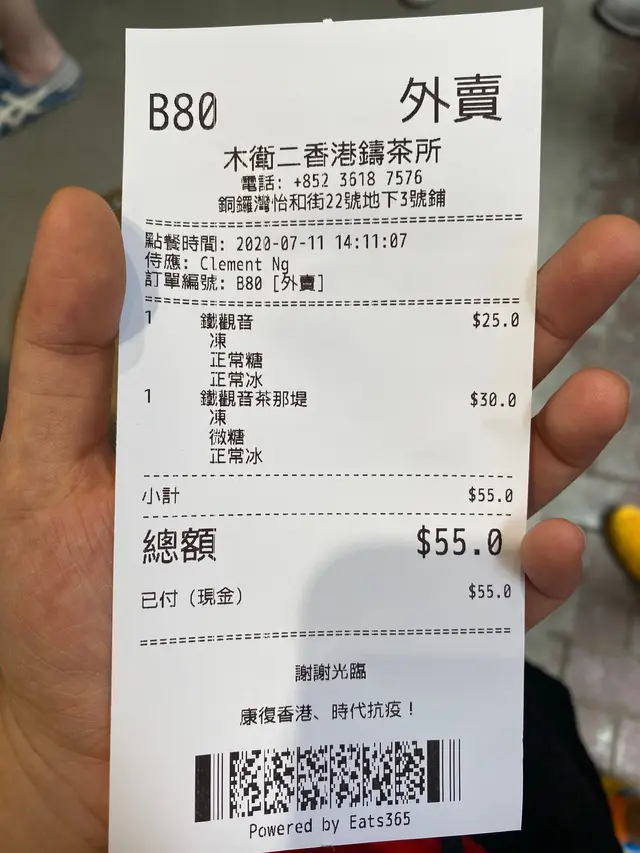 B80 外賣
木衛二香港鑄茶所
電話: +852 3618 7576
銅鑼灣怡和街22號地下3號鋪
點餐時間: 2020-07-11 14:11:07
侍應: Clement Ng
訂單編號: B80 [外賣]
1 鐵觀音 $25.0
凍
正常糖
正常冰
1 鐵觀音茶那堤 $30.0
凍
微糖
正常冰
小計 $55.0
總額 $55.0
已付 (現金) $55.0
謝謝光臨
康復香港、時代抗疫！
Powered by Eats365